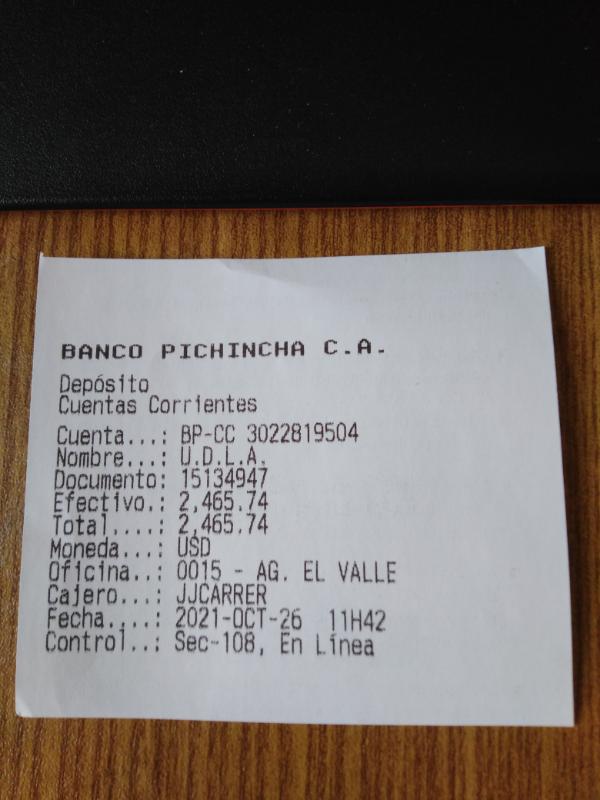 BANCO PICHINCHA C.A.
Depósito
Cuentas Corrientes
Cuenta...: BP-CC 3022819504
Nombre...: U.D.L.A.
Documento: 15134947
Efectivo.: 2,465.74
Total....: 2,465.74
Moneda...: USD
Oficina..: 0015 - AG. EL VALLE
Cajero...: JJCARRER
Fecha....: 2021-OCT-26 11H42
Control..: Sec-108, En Línea